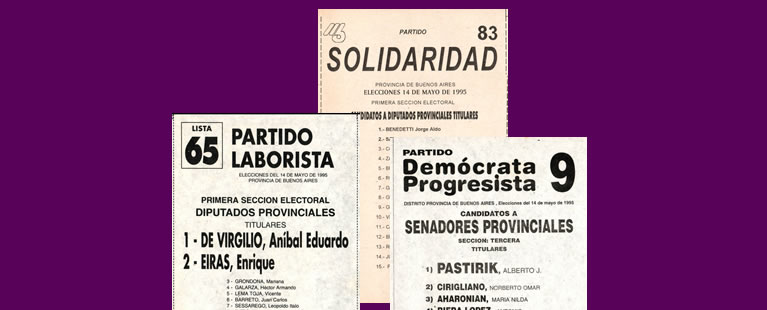 PARTIDO 83
SOLIDARIDAD
PROVINCIA DE BUENOS AIRES
ELECCIONES 14 DE MAYO DE 1995
PRIMERA SECCION ELECTORAL
A DIPUTADOS PROVINCIALES TITULARES
1.- BENEDETTI Jorge Aldo
LISTA
65
PARTIDO
LABORISTA
ELECCIONES DEL 14 DE MAYO DE 1995
PROVINCIA DE BUENOS AIRES
PRIMERA SECCION ELECTORAL
DIPUTADOS PROVINCIALES
TITULARES
1 - DE VIRGILIO, Aníbal Eduardo
2 - EIRAS, Enrique
3 - GRONDONA, Mariena
4 - GALARZA, Héctor Armando
5 - LEMA TOJA, Vicente
6 - BARRETO, Juan Carlos
7 - SESSAREGO, Leopoldo Italo
PARTIDO
Demócrata
Progresista 9
DISTRITO PROVINCIA DE BUENOS AIRES , Elecciones del 14 de mayo de 1995
CANDIDATOS A
SENADORES PROVINCIALES
SECCION: TERCERA
TITULARES
1) PASTIRIK, ALBERTO J.
2) CIRIGLIANO, NORBERTO OMAR
3) AHARONIAN, MARIA NILDA